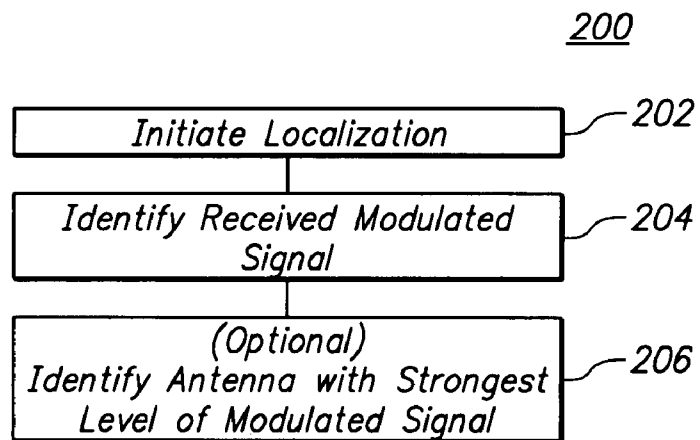 200
Initiate Localization
202
Identify Received Modulated
Signal
204
(Optional)
Identify Antenna with Strongest
Level of Modulated Signal
206